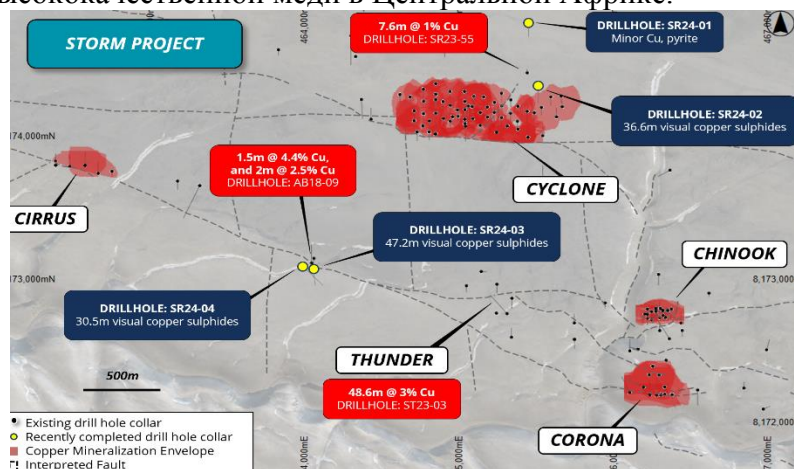 высококачественной меди в Центральной Африке.
STORM PROJECT
464,000mE
7.6m @ 1% Cu
DRILLHOLE: SR23-55
DRILLHOLE: SR24-01
Minor Cu, pyrite
DRILLHOLE: SR24-02
36.6m visual copper sulphides
174,000mN
1.5m @ 4.4% Cu,
and 2m @ 2.5% Cu
DRILLHOLE: AB18-09
CYCLONE
CIRRUS
DRILLHOLE: SR24-03
47.2m visual copper sulphides
CHINOOK
173,000mN
8,173,000mN
DRILLHOLE: SR24-04
30.5m visual copper sulphides
THUNDER
500m
48.6m @ 3% Cu
DRILLHOLE: ST23-03
CORONA
8,172,000mN
Existing drill hole collar
Recently completed drill hole collar
Copper Mineralization Envelope
Interpreted Fault